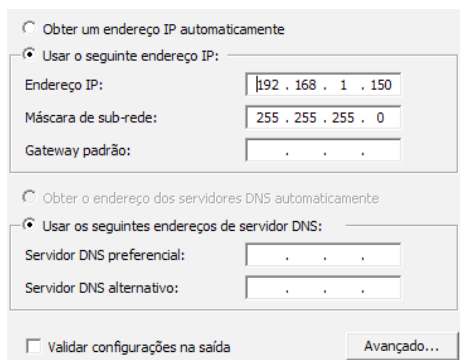 Obter um endereço IP automaticamente
Usar o seguinte endereço IP:
Endereço IP: 192 . 168 . 1 . 150
Máscara de sub-rede: 255 . 255 . 255 . 0
Gateway padrão: . . .
Obter o endereço dos servidores DNS automaticamente
Usar os seguintes endereços de servidor DNS:
Servidor DNS preferencial: . . .
Servidor DNS alternativo: . . .
Validar configurações na saída Avançado...